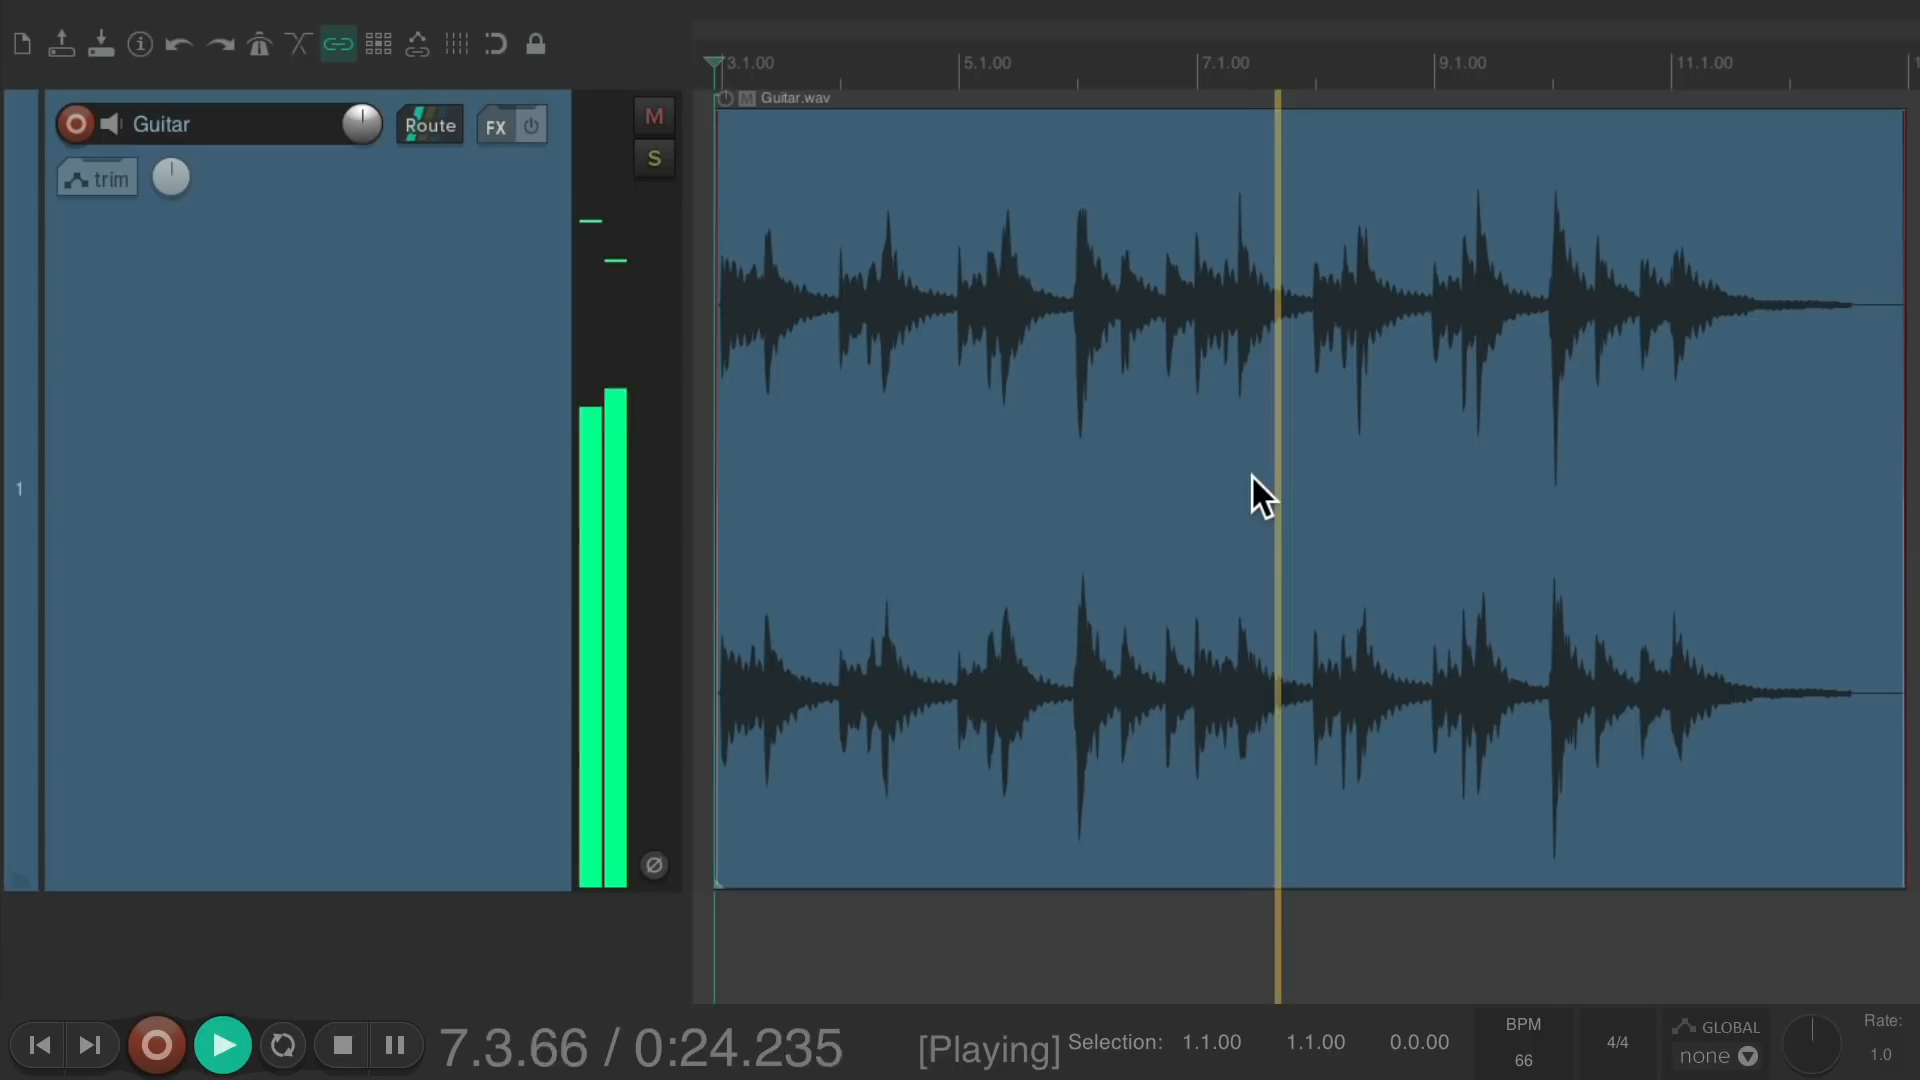 3.1.00 5.1.00 7.1.00 9.1.00 11.1.00
M Guitar.wav
Guitar Route FX M
trim S
1
7.3.66 / 0:24.235 [Playing] Selection: 1.1.00 1.1.00 0.0.00
BPM
66
4/4
GLOBAL
none
Rate:
1.0